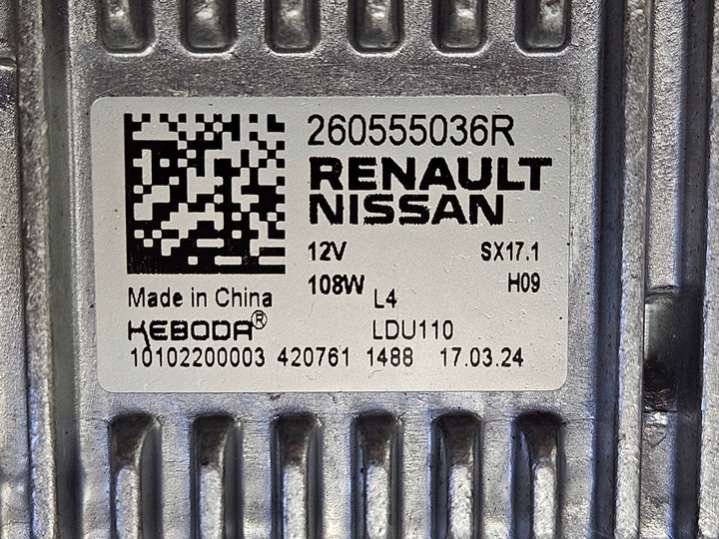 260555036R
RENAULT
NISSAN
12V SX17.1
108W L4 H09
Made in China
KEBODA® LDU110
10102200003 420761 1488 17.03.24